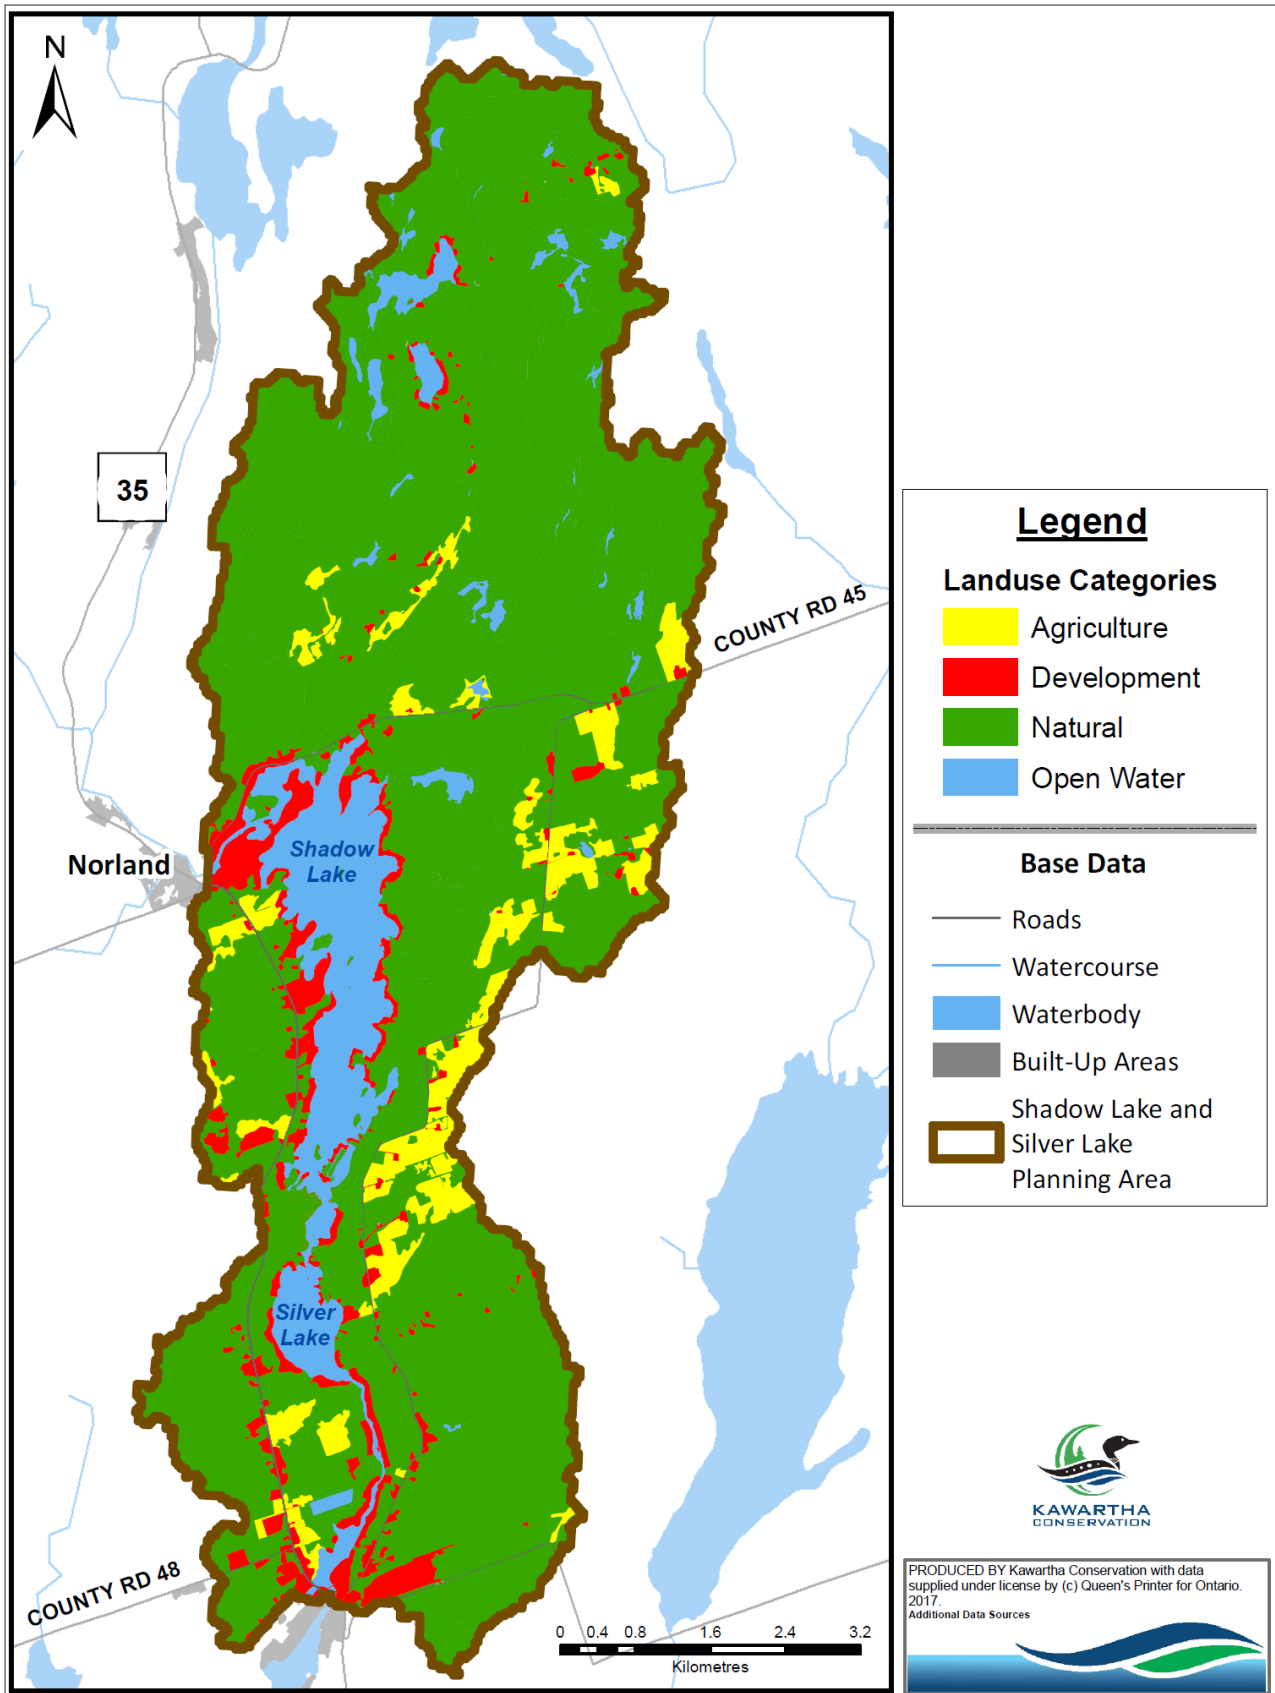 N
35
COUNTY RD 45
Norland
Shadow
Lake
Silver
Lake
COUNTY RD 48
0 0.4 0.8 1.6 2.4 3.2
Kilometres
Legend
Landuse Categories
Agriculture
Development
Natural
Open Water
Base Data
Roads
Watercourse
Waterbody
Built-Up Areas
Shadow Lake and
Silver Lake
Planning Area
KAWARTHA
CONSERVATION
PRODUCED BY Kawartha Conservation with data
supplied under license by (c) Queen's Printer for Ontario.
2017.
Additional Data Sources